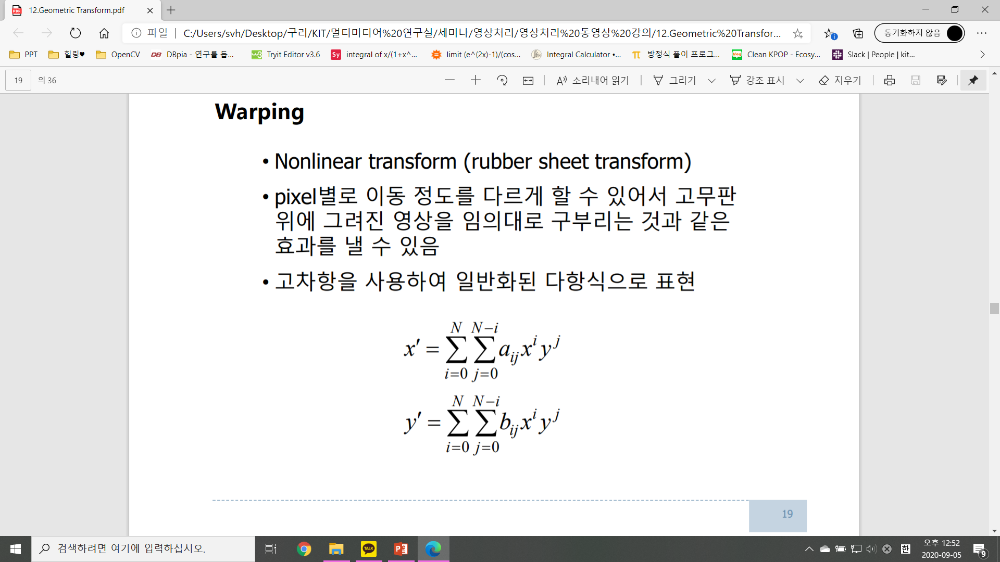 12.Geometric Transform.pdf
파일 | C:/Users/svh/Desktop/구리/KIT/멀티미디어%20연구실/세미나/영상처리/영상처리%20동영상%20강의/12.Geometric%20Transfor...
동기화하지 않음
PPT
힐링♥
OpenCV
DBpia - 연구를 돕...
Tryit Editor v3.6
integral of x/(1+x^...
limit (e^(2x)-1)/(cos...
Integral Calculator •...
방정식 풀이 프로그...
Clean KPOP - Ecosy...
Slack | People | kit...
19 의 36
소리내어 읽기
그리기
강조 표시
지우기
Warping
• Nonlinear transform (rubber sheet transform)
• pixel별로 이동 정도를 다르게 할 수 있어서 고무판
위에 그려진 영상을 임의대로 구부리는 것과 같은
효과를 낼 수 있음
• 고차항을 사용하여 일반화된 다항식으로 표현
x′ = ∑_{i=0}^{N} ∑_{j=0}^{N−i} a_{ij} x^i y^j
y′ = ∑_{i=0}^{N} ∑_{j=0}^{N−i} b_{ij} x^i y^j
19
검색하려면 여기에 입력하십시오.
TALK
한
오후 12:52
2020-09-05
9